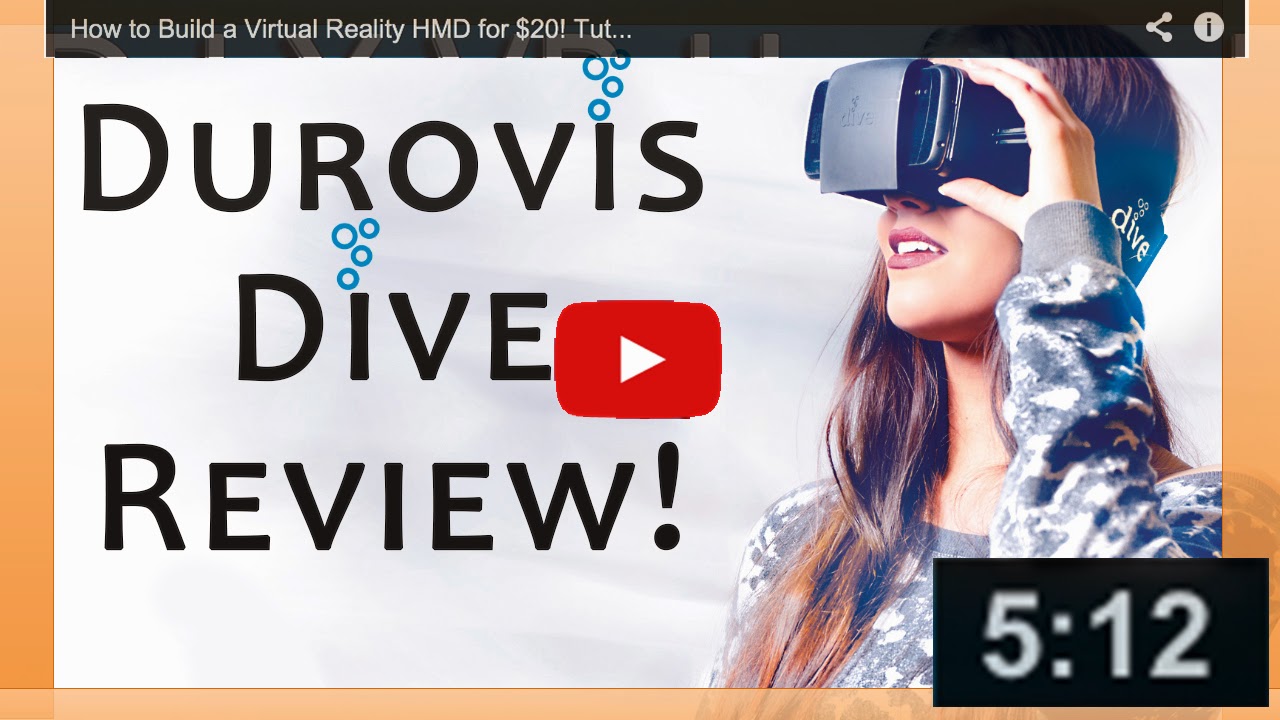 How to Build a Virtual Reality HMD for $20! Tut...
Durovis
Dive
Review!
dive
dive
5:12